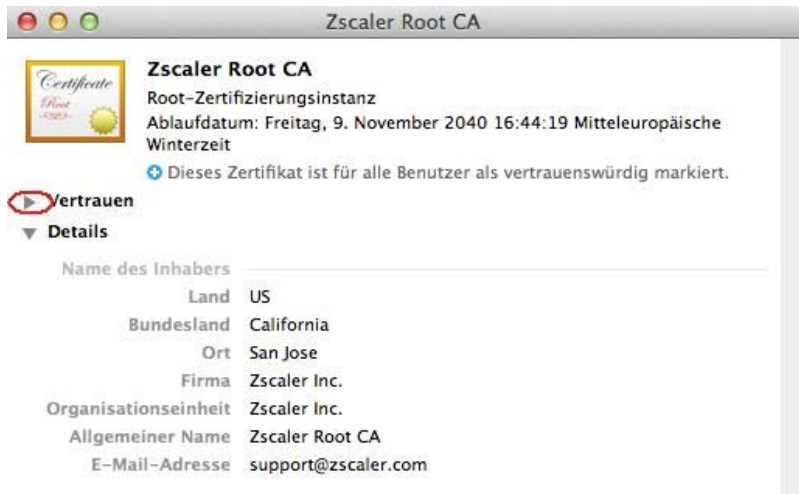 Zscaler Root CA
Certificate
Root
Zscaler Root CA
Root-Zertifizierungsinstanz
Ablaufdatum: Freitag, 9. November 2040 16:44:19 Mitteleuropäische
Winterzeit
Dieses Zertifikat ist für alle Benutzer als vertrauenswürdig markiert.
Vertrauen
Details
Name des Inhabers
Land US
Bundesland California
Ort San Jose
Firma Zscaler Inc.
Organisationseinheit Zscaler Inc.
Allgemeiner Name Zscaler Root CA
E-Mail-Adresse support@zscaler.com